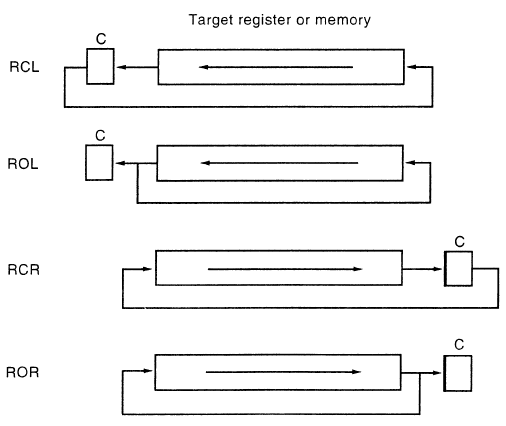 Target register or memory
C
RCL
C
ROL
C
RCR
C
ROR